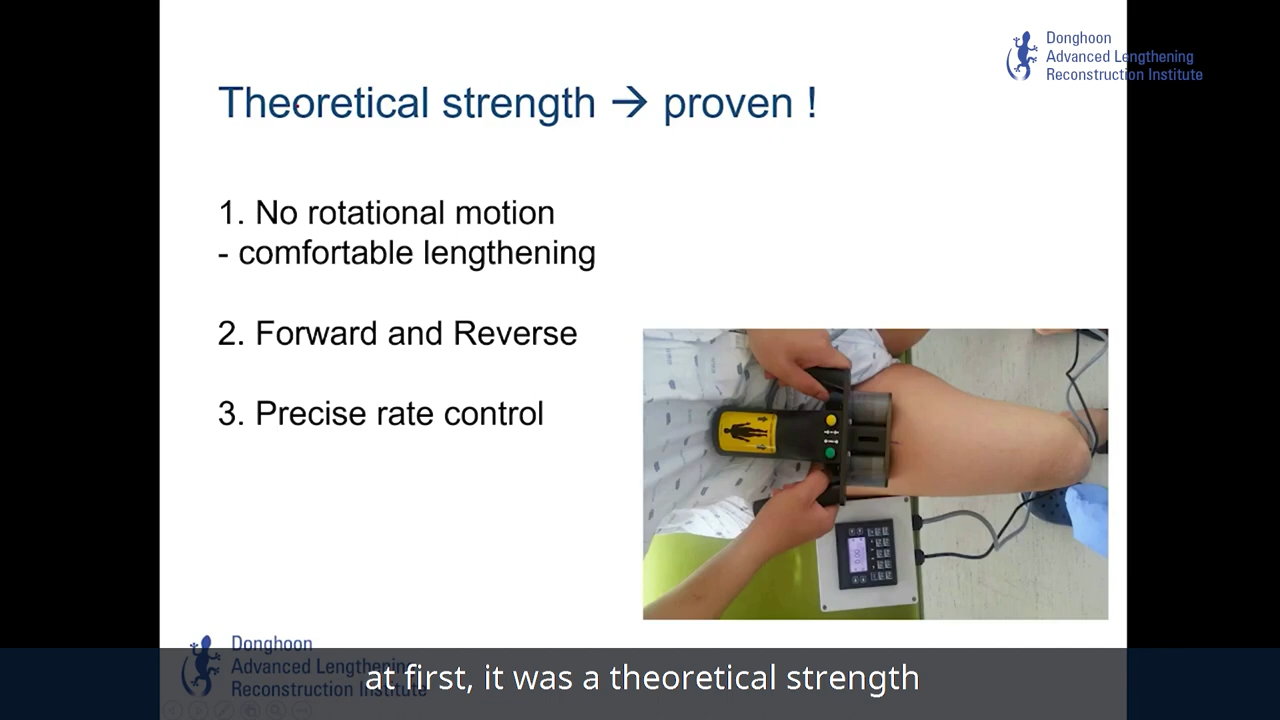 Donghoon
Advanced Lengthening
Reconstruction Institute
Theoretical strength → proven !
1. No rotational motion
- comfortable lengthening
2. Forward and Reverse
3. Precise rate control
Donghoon
Advanced Lengthening
Reconstruction Institute
at first, it was a theoretical strength